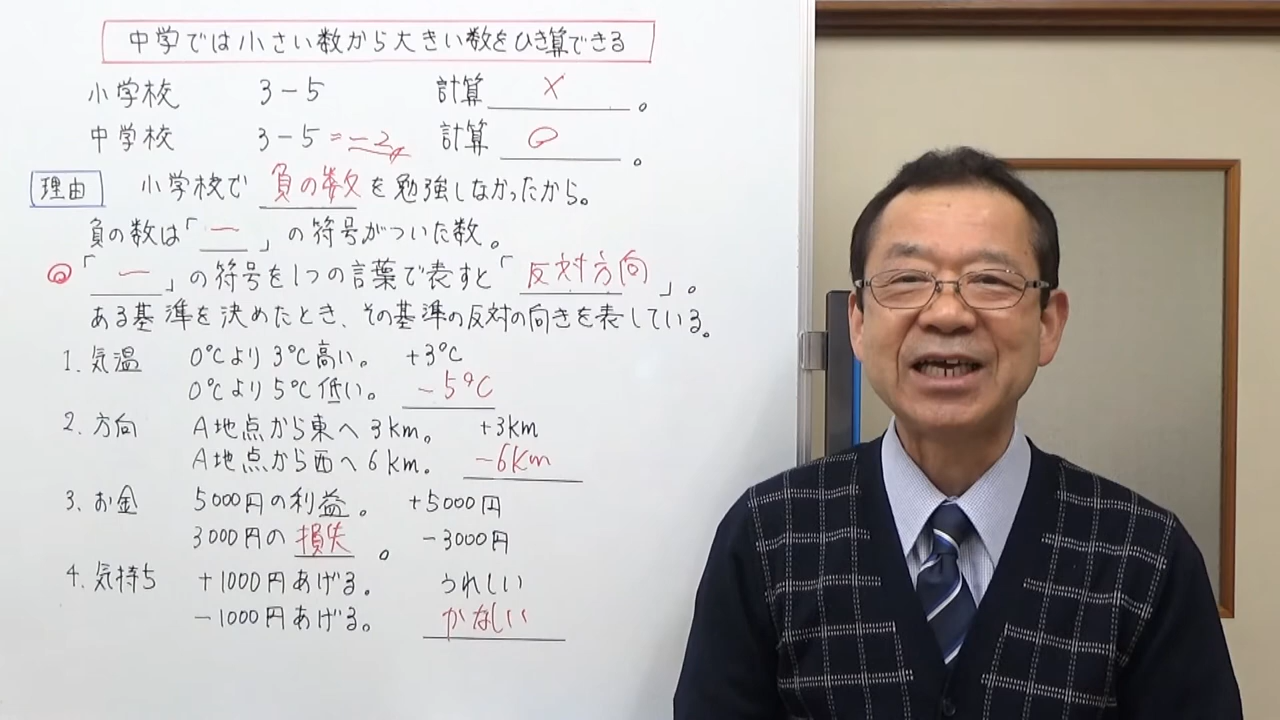 中学では小さい数から大きい数をひき算できる
小学校 3-5 計算 × 。
中学校 3-5=-2 計算 ○ 。
理由 小学校で 負の数 を勉強しなかったから。
負の数は「 - 」の符号がついた数。
◎「 - 」の符号を1つの言葉で表すと「 反対方向 」。
ある基準を決めたとき、その基準の反対の向きを表している。
1.気温 0℃より3℃高い。 +3℃
0℃より5℃低い。 -5℃
2.方向 A地点から東へ3km。 +3km
A地点から西へ6km。 -6km
3.お金 5000円の利益。 +5000円
3000円の 損失 。 -3000円
4.気持ち +1000円あげる。 うれしい
-1000円あげる。 かなしい